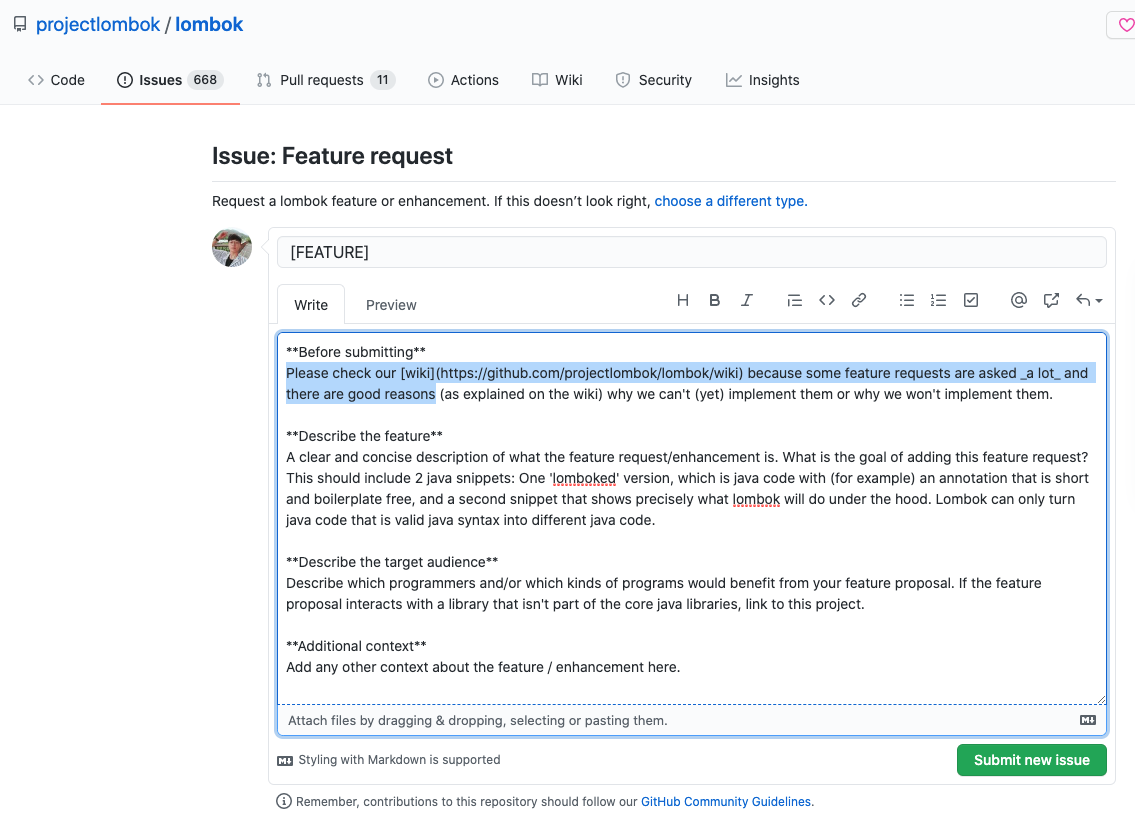 projectlombok / lombok
Code
Issues 668
Pull requests 11
Actions
Wiki
Security
Insights
Issue: Feature request
Request a lombok feature or enhancement. If this doesn’t look right, choose a different type.
[FEATURE]
Write
Preview
H B I
**Before submitting**
Please check our [wiki](https://github.com/projectlombok/lombok/wiki) because some feature requests are asked _a lot_ and
there are good reasons (as explained on the wiki) why we can't (yet) implement them or why we won't implement them.
**Describe the feature**
A clear and concise description of what the feature request/enhancement is. What is the goal of adding this feature request?
This should include 2 java snippets: One 'lomboked' version, which is java code with (for example) an annotation that is short
and boilerplate free, and a second snippet that shows precisely what lombok will do under the hood. Lombok can only turn
java code that is valid java syntax into different java code.
**Describe the target audience**
Describe which programmers and/or which kinds of programs would benefit from your feature proposal. If the feature
proposal interacts with a library that isn't part of the core java libraries, link to this project.
**Additional context**
Add any other context about the feature / enhancement here.
Attach files by dragging & dropping, selecting or pasting them.
Styling with Markdown is supported
Submit new issue
Remember, contributions to this repository should follow our GitHub Community Guidelines.